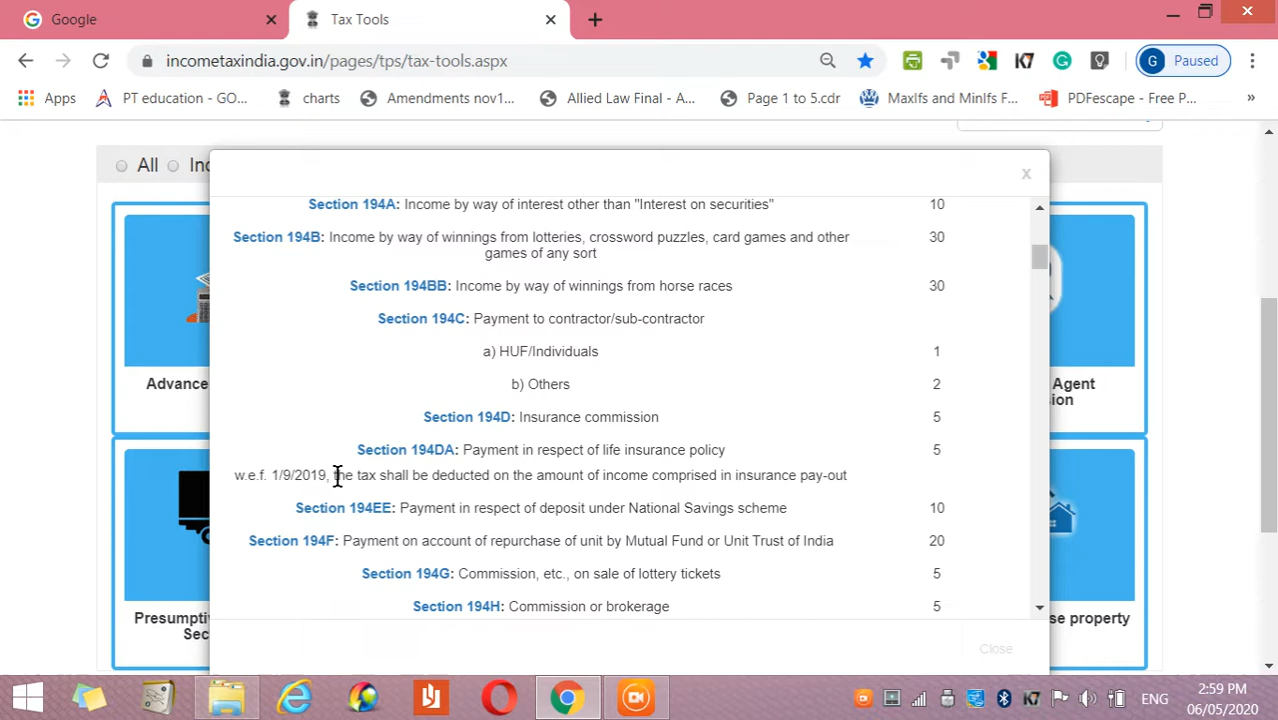 Google
Tax Tools
incometaxindia.gov.in/pages/tps/tax-tools.aspx
G Paused
Apps
PT education - GO...
charts
Amendments nov1...
Allied Law Final - A...
Page 1 to 5.cdr
MaxIfs and MinIfs F...
PDFescape - Free P...
»
All
Inc
x
Section 194A: Income by way of interest other than "Interest on securities" 10
Section 194B: Income by way of winnings from lotteries, crossword puzzles, card games and other 30
games of any sort
Section 194BB: Income by way of winnings from horse races 30
Section 194C: Payment to contractor/sub-contractor
a) HUF/Individuals 1
b) Others 2
Advance
Agent
sion
Section 194D: Insurance commission 5
Section 194DA: Payment in respect of life insurance policy 5
w.e.f. 1/9/2019, the tax shall be deducted on the amount of income comprised in insurance pay-out
Section 194EE: Payment in respect of deposit under National Savings scheme 10
Section 194F: Payment on account of repurchase of unit by Mutual Fund or Unit Trust of India 20
Section 194G: Commission, etc., on sale of lottery tickets 5
Section 194H: Commission or brokerage 5
Presumptiv
Sec
se property
Close
ENG
2:59 PM
06/05/2020